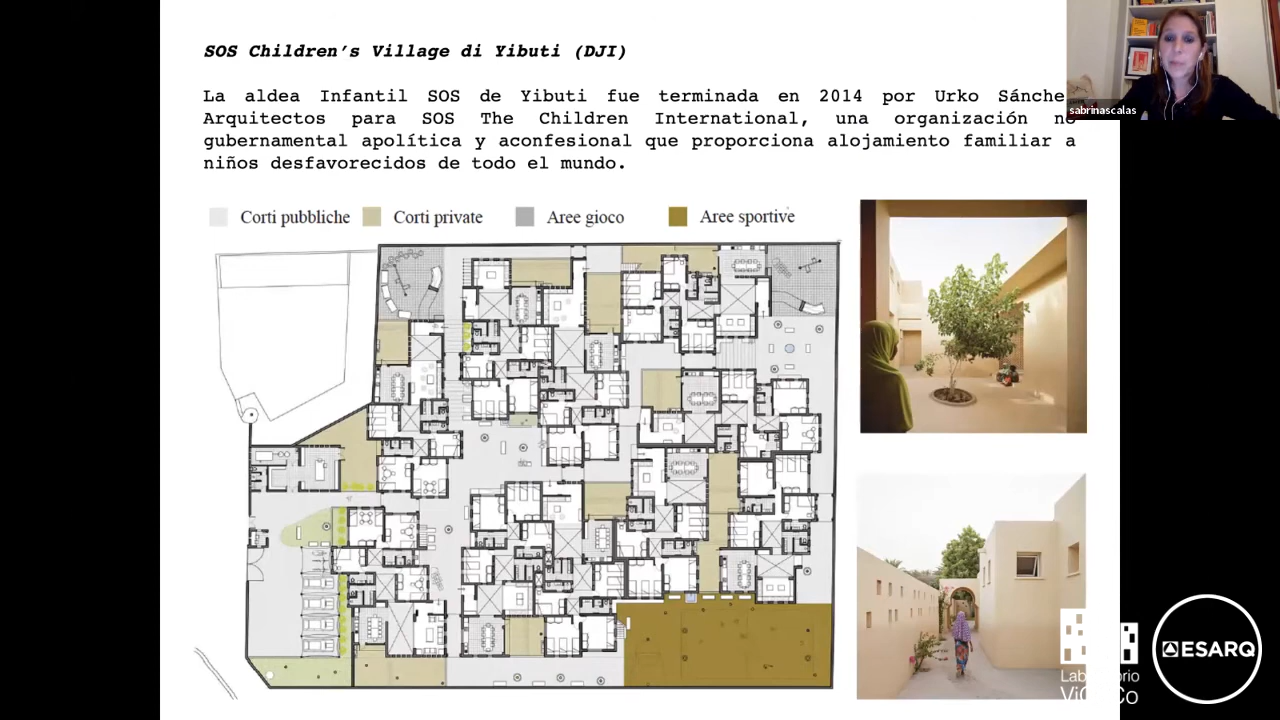 SOS Children's Village di Yibuti (DJI)
La aldea Infantil SOS de Yibuti fue terminada en 2014 por Urko
Arquitectos para SOS The Children International, una organización
gubernamental apolítica y aconfesional que proporciona alojamiento familiar a
niños desfavorecidos de todo el mundo.
Corti pubbliche Corti private Aree gioco Aree sportive
sabrinascalas
ESARQ